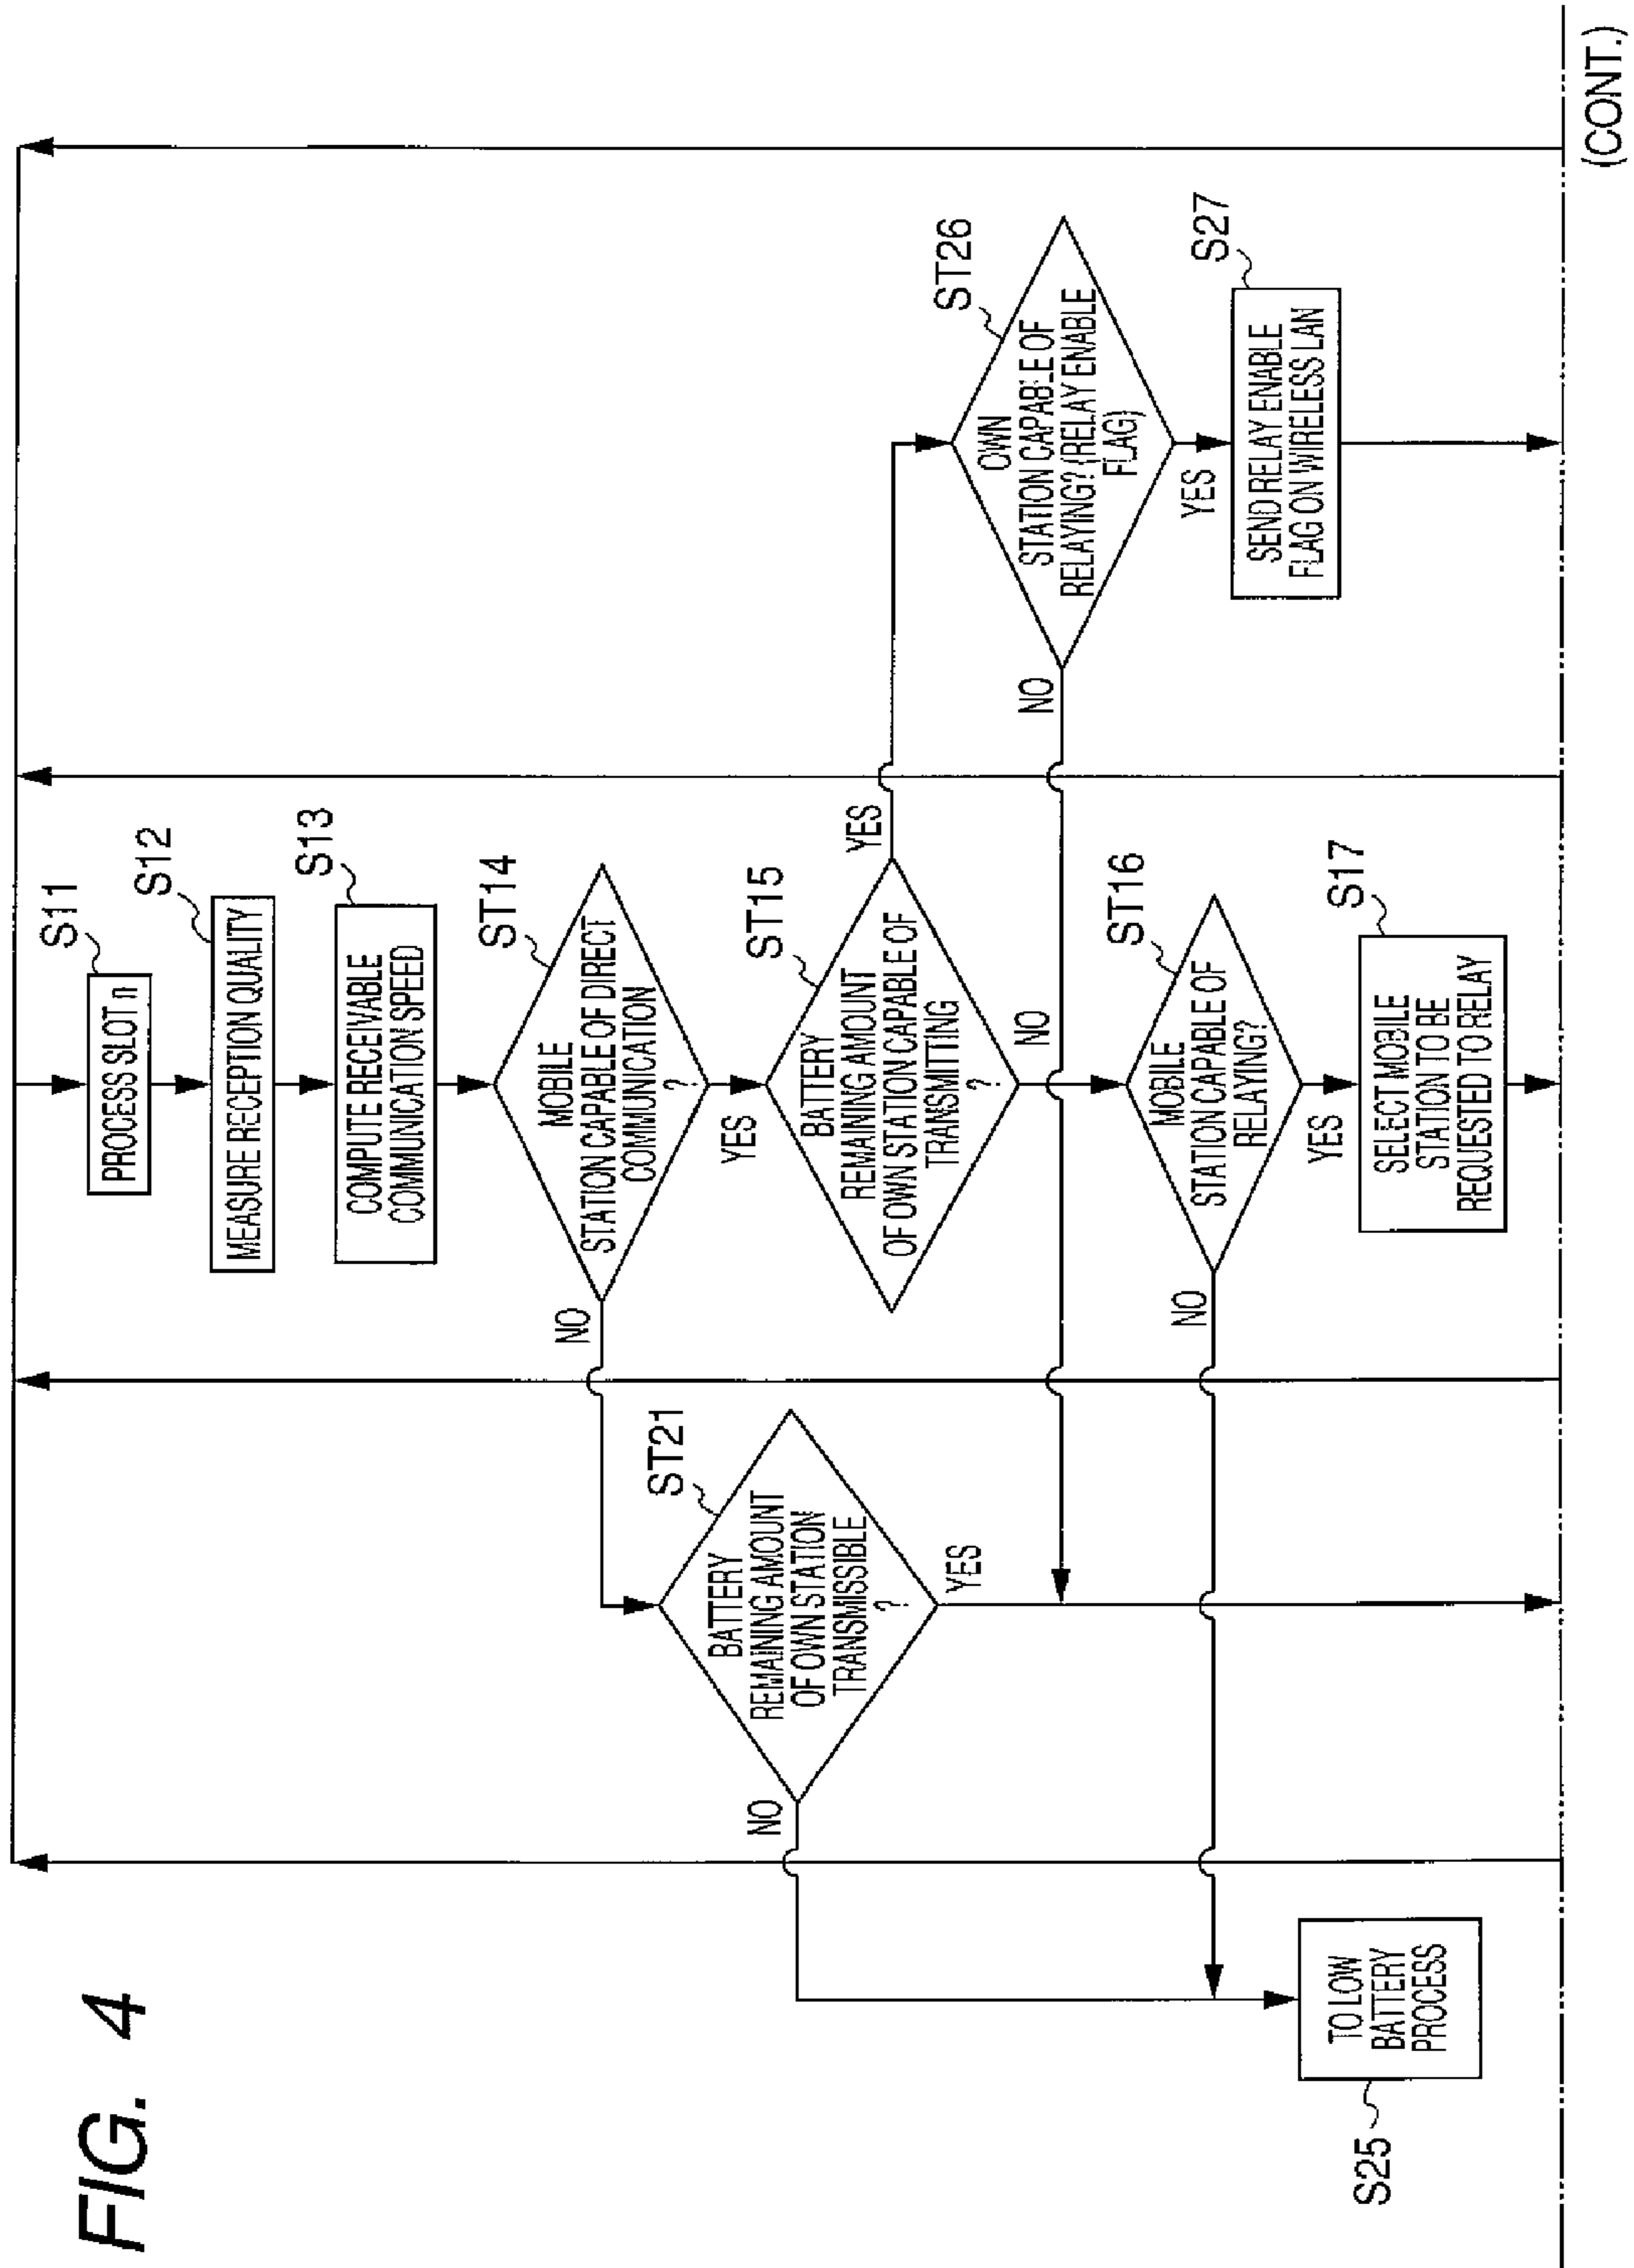 FIG. 4
S11
PROCESS SLOT n
S12
MEASURE RECEPTION QUALITY
S13
COMPUTE RECEIVABLE
COMMUNICATION SPEED
ST14
MOBILE
STATION CAPABLE OF DIRECT
COMMUNICATION
?
NO
YES
ST21
BATTERY
REMAINING AMOUNT
OF OWN STATION
TRANSMISSIBLE
?
NO
YES
ST15
BATTERY
REMAINING AMOUNT
OF OWN STATION CAPABLE OF
TRANSMITTING
?
YES
NO
ST26
OWN
STATION CAPABLE OF
RELAYING? (RELAY ENABLE
FLAG)
NO
YES
ST16
MOBILE
STATION CAPABLE OF
RELAYING?
NO
YES
S27
SEND RELAY ENABLE
FLAG ON WIRELESS LAN
S17
SELECT MOBILE
STATION TO BE
REQUESTED TO RELAY
S25
TO LOW
BATTERY
PROCESS
(CONT.)